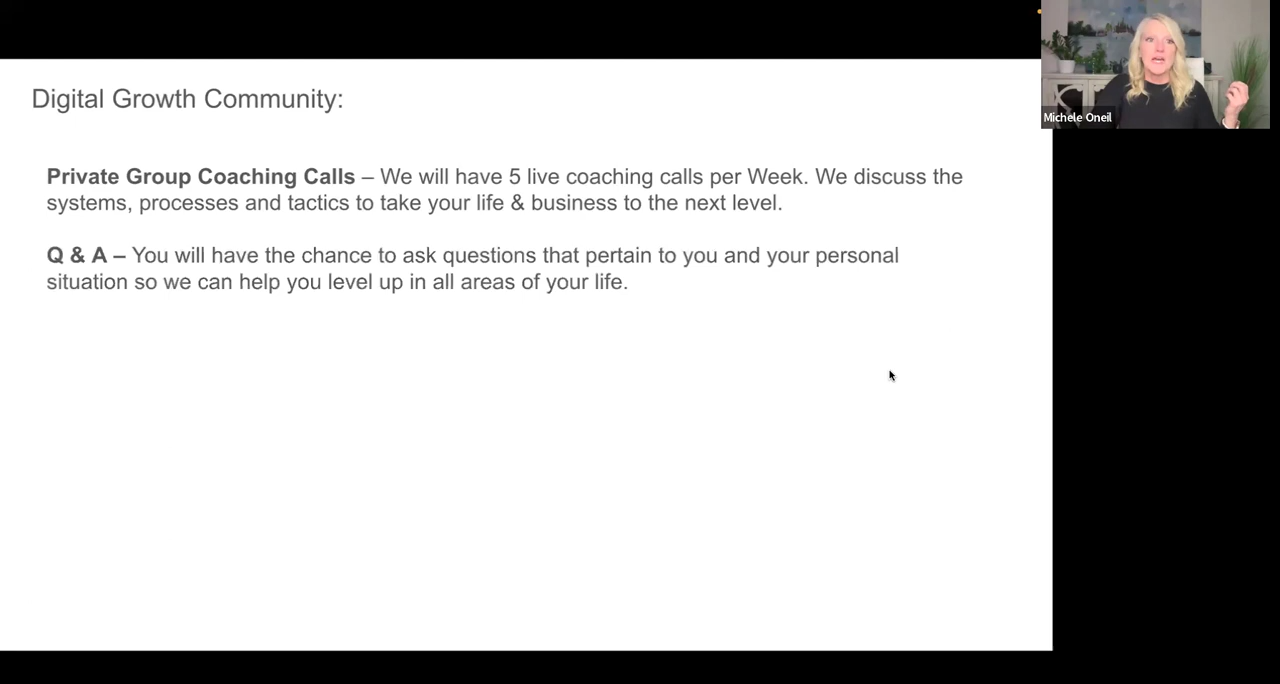 Digital Growth Community:
Michele Oneil
Private Group Coaching Calls – We will have 5 live coaching calls per Week. We discuss the
systems, processes and tactics to take your life & business to the next level.
Q & A – You will have the chance to ask questions that pertain to you and your personal
situation so we can help you level up in all areas of your life.